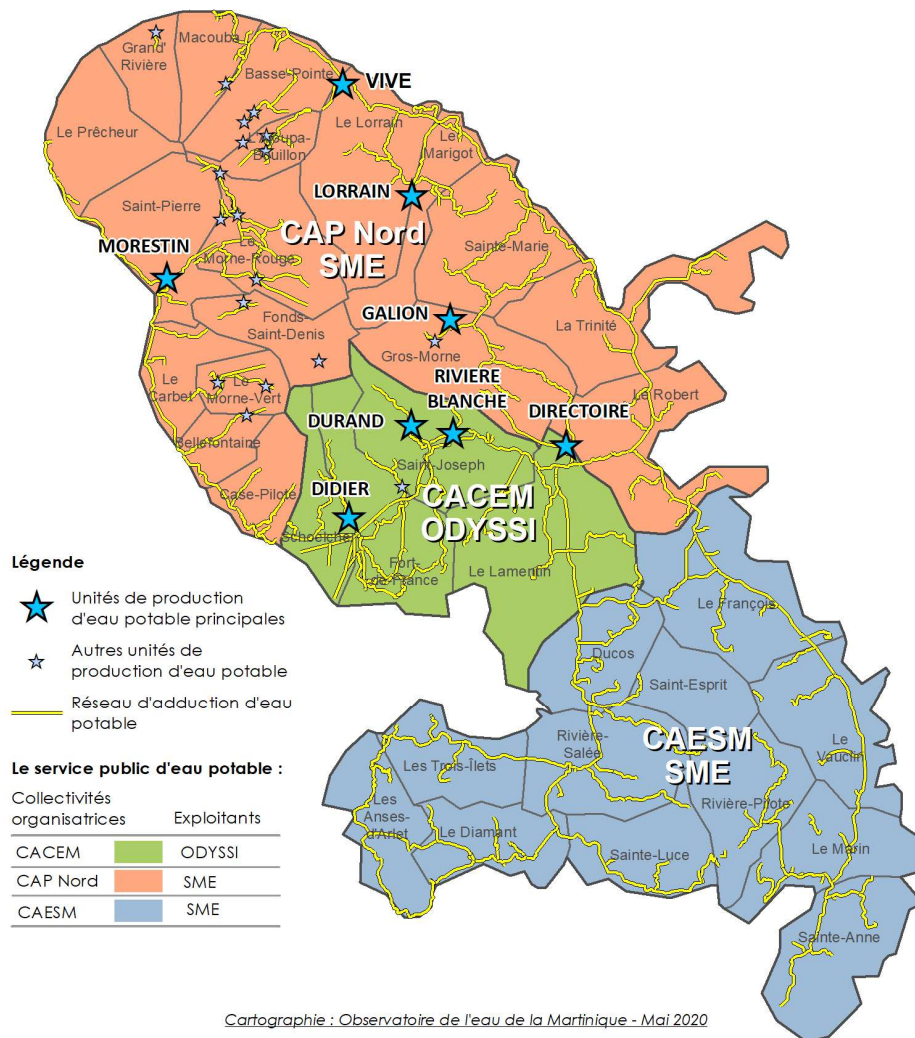 Grand'
Rivière
Macouba
Basse-Pointe
VIVE
Le Prêcheur
L'Ajoupa-
Bouillon
Le Lorrain
Le
Marigot
LORRAIN
Saint-Pierre
CAP Nord
SME
MORESTIN
Le
Morne-Rouge
Sainte-Marie
GALION
Fonds-
Saint-Denis
La Trinité
Gros-Morne
Le
Carbet
Le
Morne-Vert
RIVIERE
BLANCHE
Le Robert
DIRECTOIRE
DURAND
Bellefontaine
Saint-Joseph
CACEM
ODYSSI
Case-Pilote
DIDIER
Schoelcher
Fort-
de-France
Le Lamentin
Légende
Unités de production
d'eau potable principales
Autres unités de
production d'eau potable
Réseau d'adduction d'eau
potable
Le François
Ducos
Saint-Esprit
Rivière-
Salée
CAESM
SME
Le
Vauclin
Les Trois-Îlets
Les
Anses-
d'Arlet
Le Diamant
Rivière-Pilote
Sainte-Luce
Le Marin
Sainte-Anne
Le service public d'eau potable :
Collectivités
organisatrices
Exploitants
CACEM ODYSSI
CAP Nord SME
CAESM SME
Cartographie : Observatoire de l'eau de la Martinique - Mai 2020